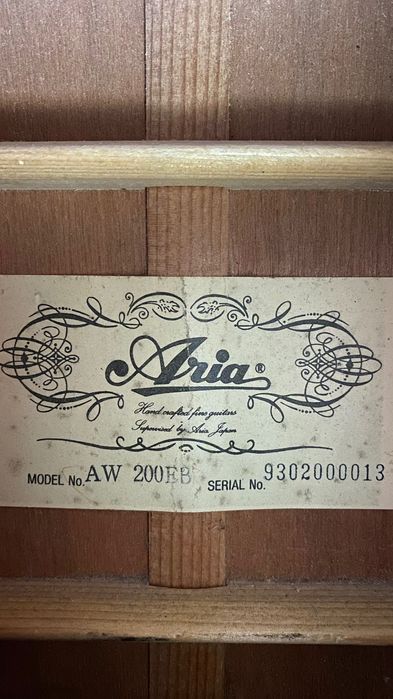 Aria®
Hand crafted fine guitars
Supervised by Aria Japan
MODEL No. AW 200EB SERIAL No. 9302000013